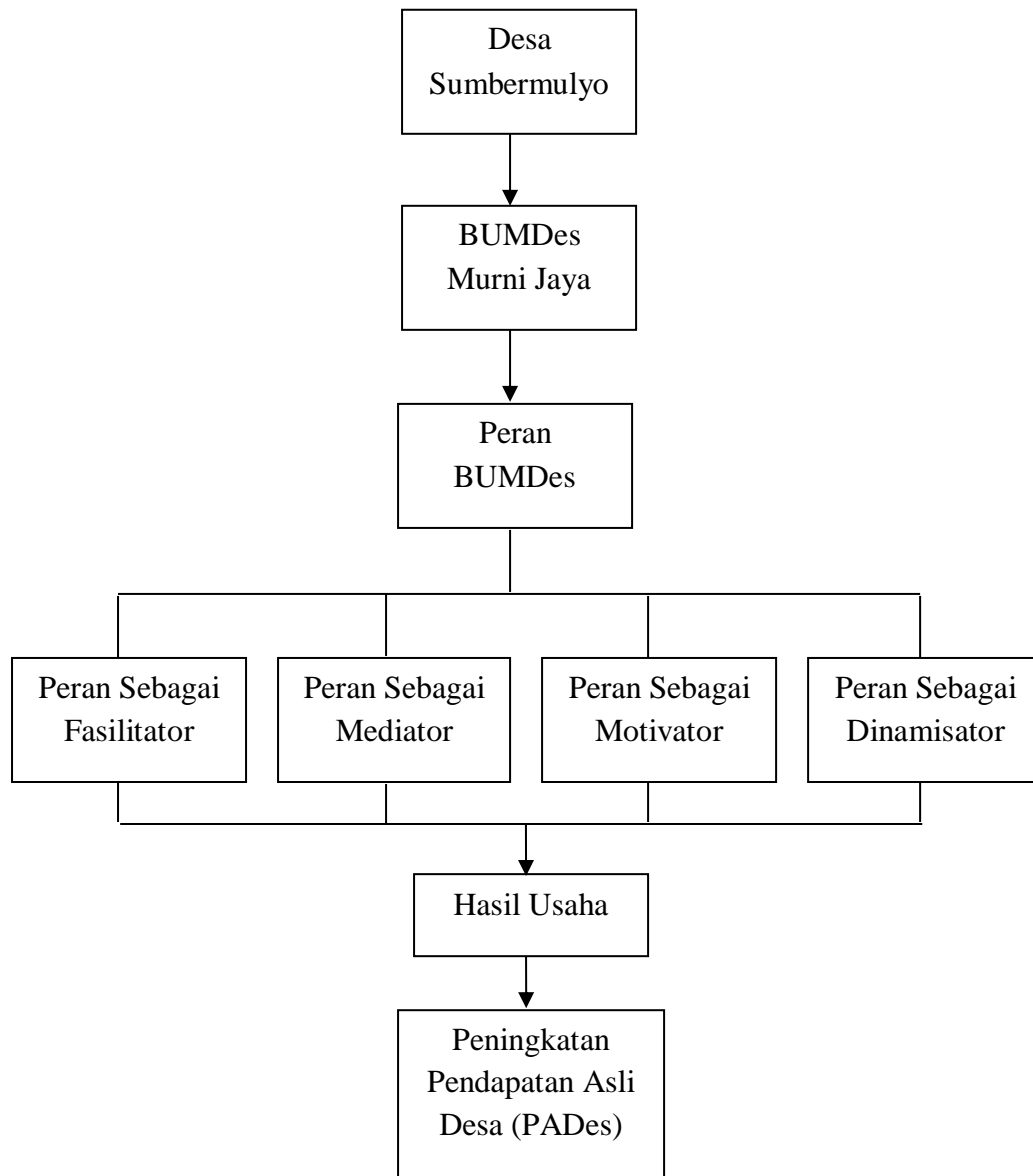 Desa
Sumbermulyo
BUMDes
Murni Jaya
Peran
BUMDes
Peran Sebagai
Fasilitator
Peran Sebagai
Mediator
Peran Sebagai
Motivator
Peran Sebagai
Dinamisator
Hasil Usaha
Peningkatan
Pendapatan Asli
Desa (PADes)